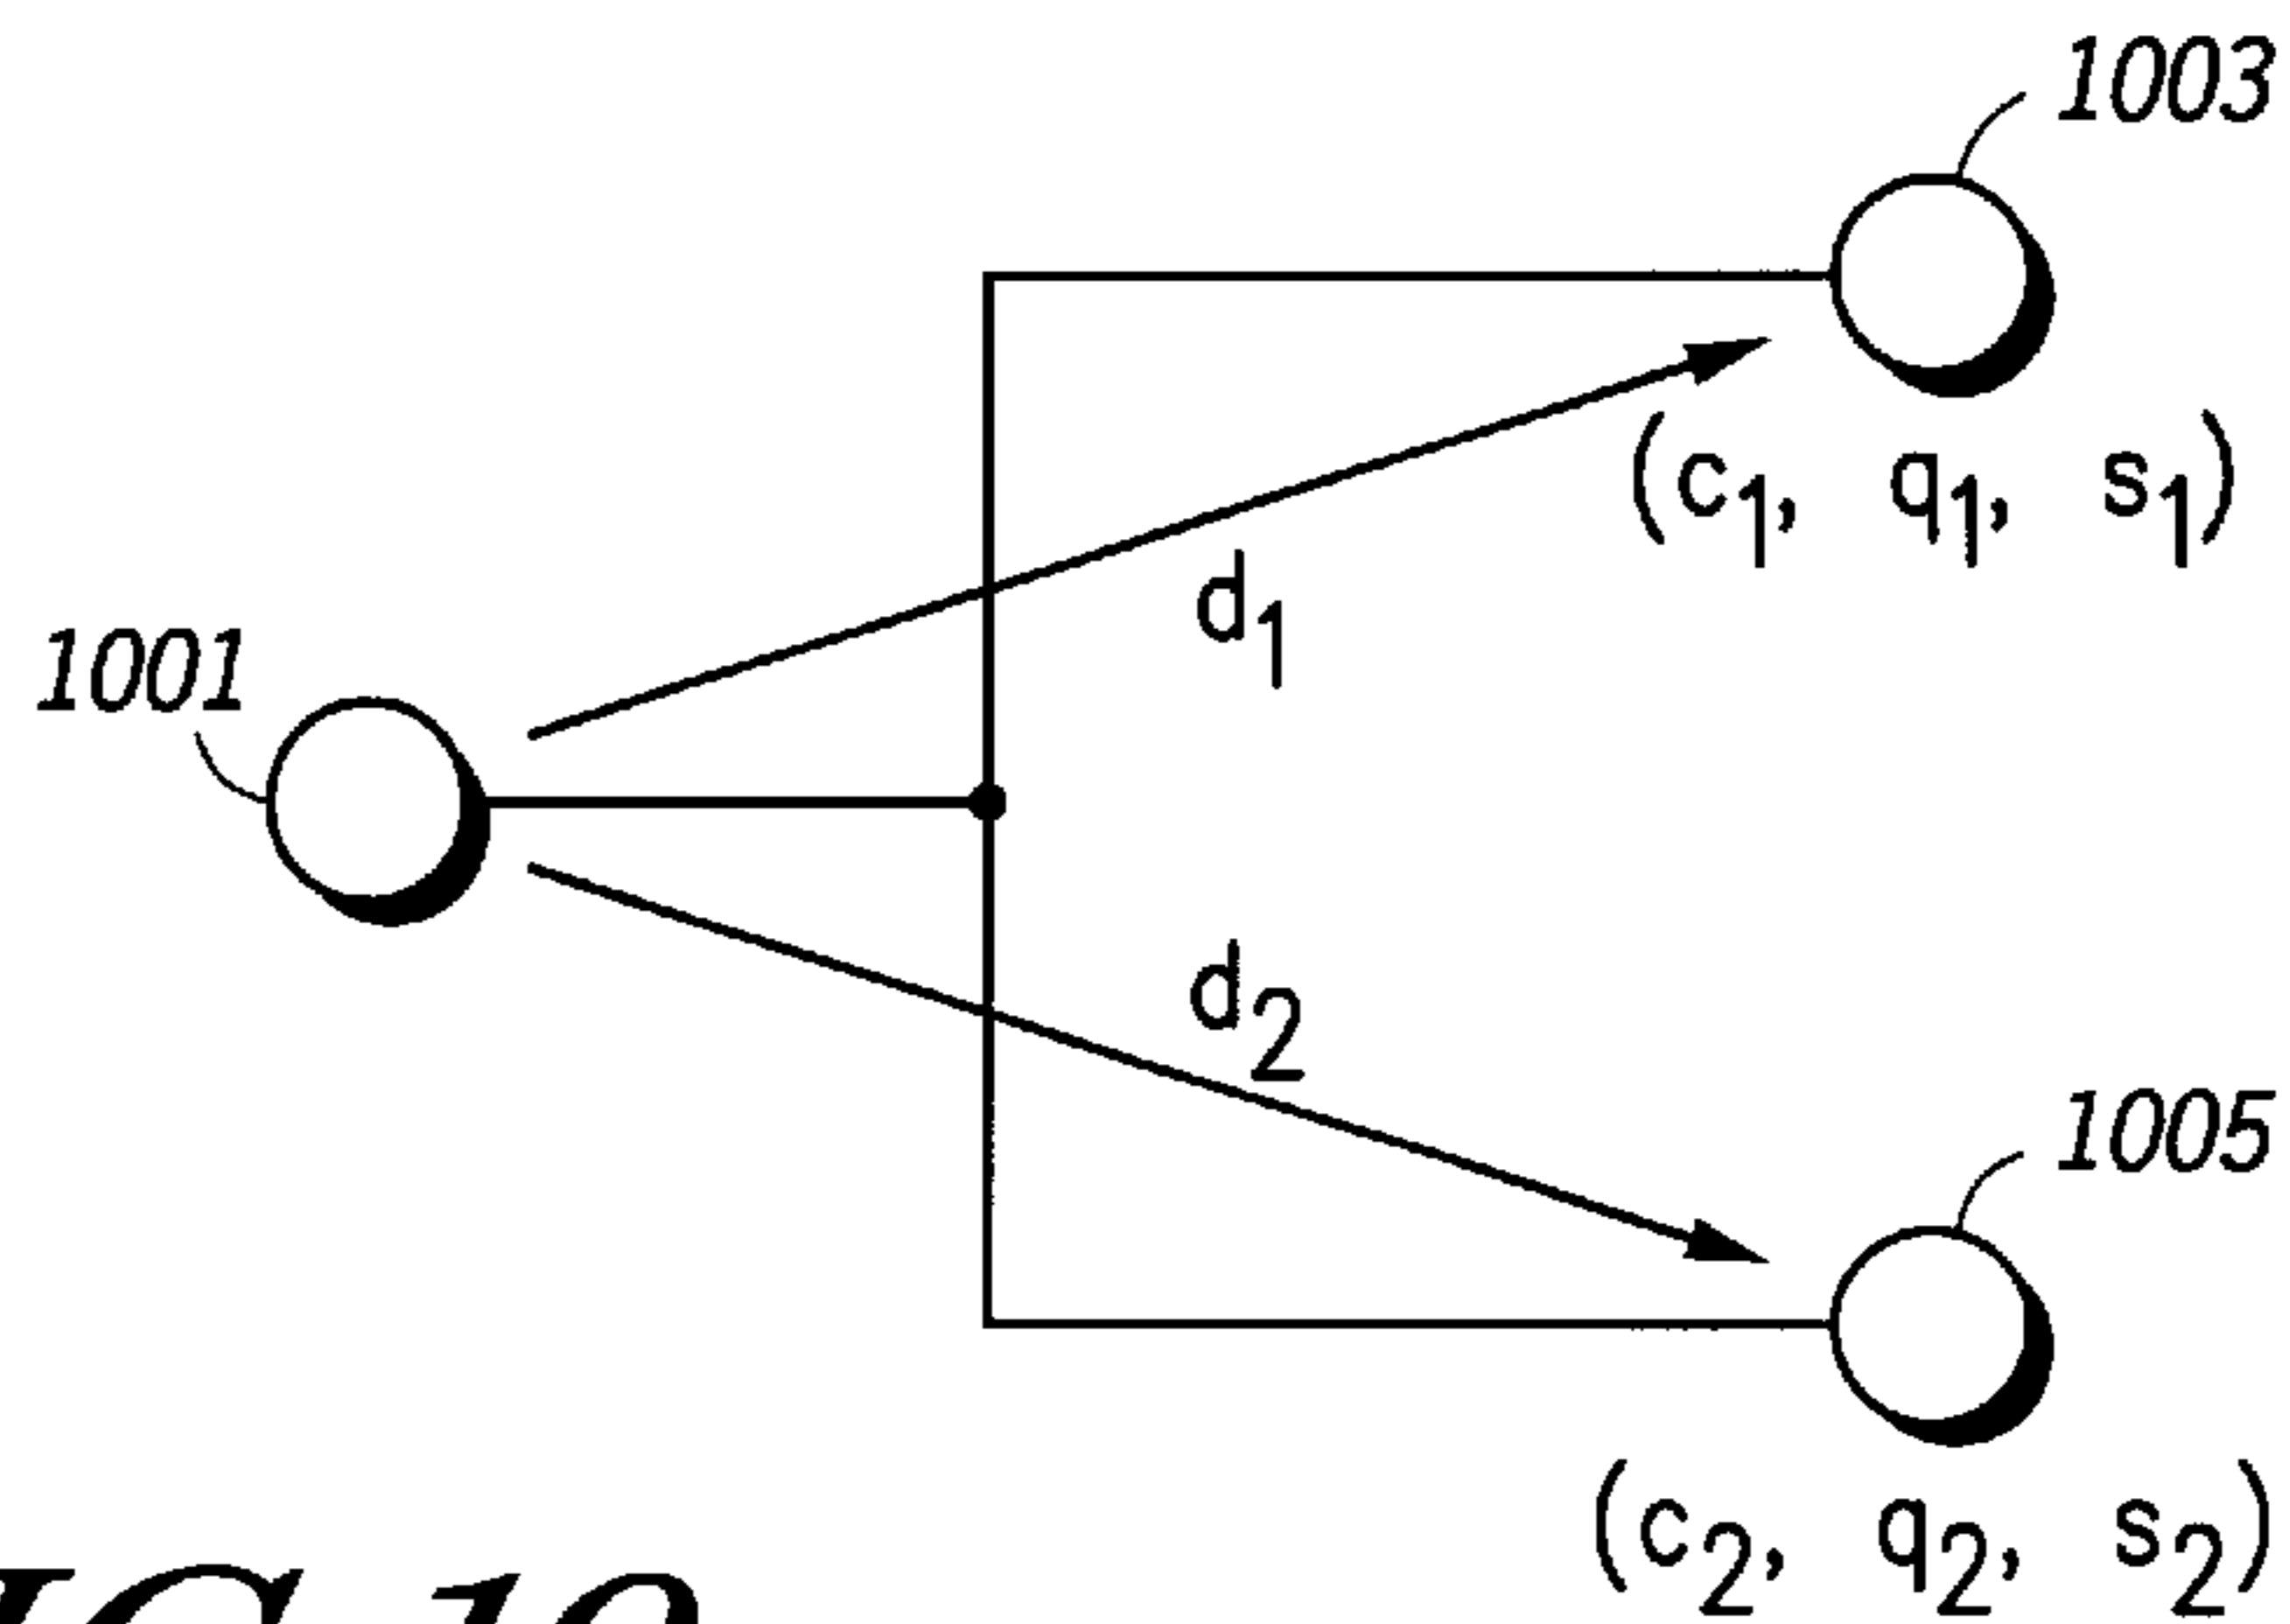 1003
(c1, q1, s1)
d1
1001
d2
1005
(c2, q2, s2)